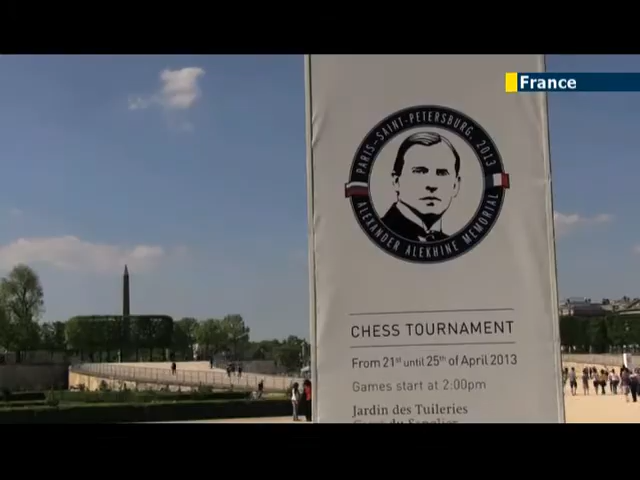 France
PARIS–SAINT-PETERSBURG, 2013
ALEXANDER ALEKHINE MEMORIAL
CHESS TOURNAMENT
From 21st until 25th of April 2013
Games start at 2:00pm
Jardin des Tuileries